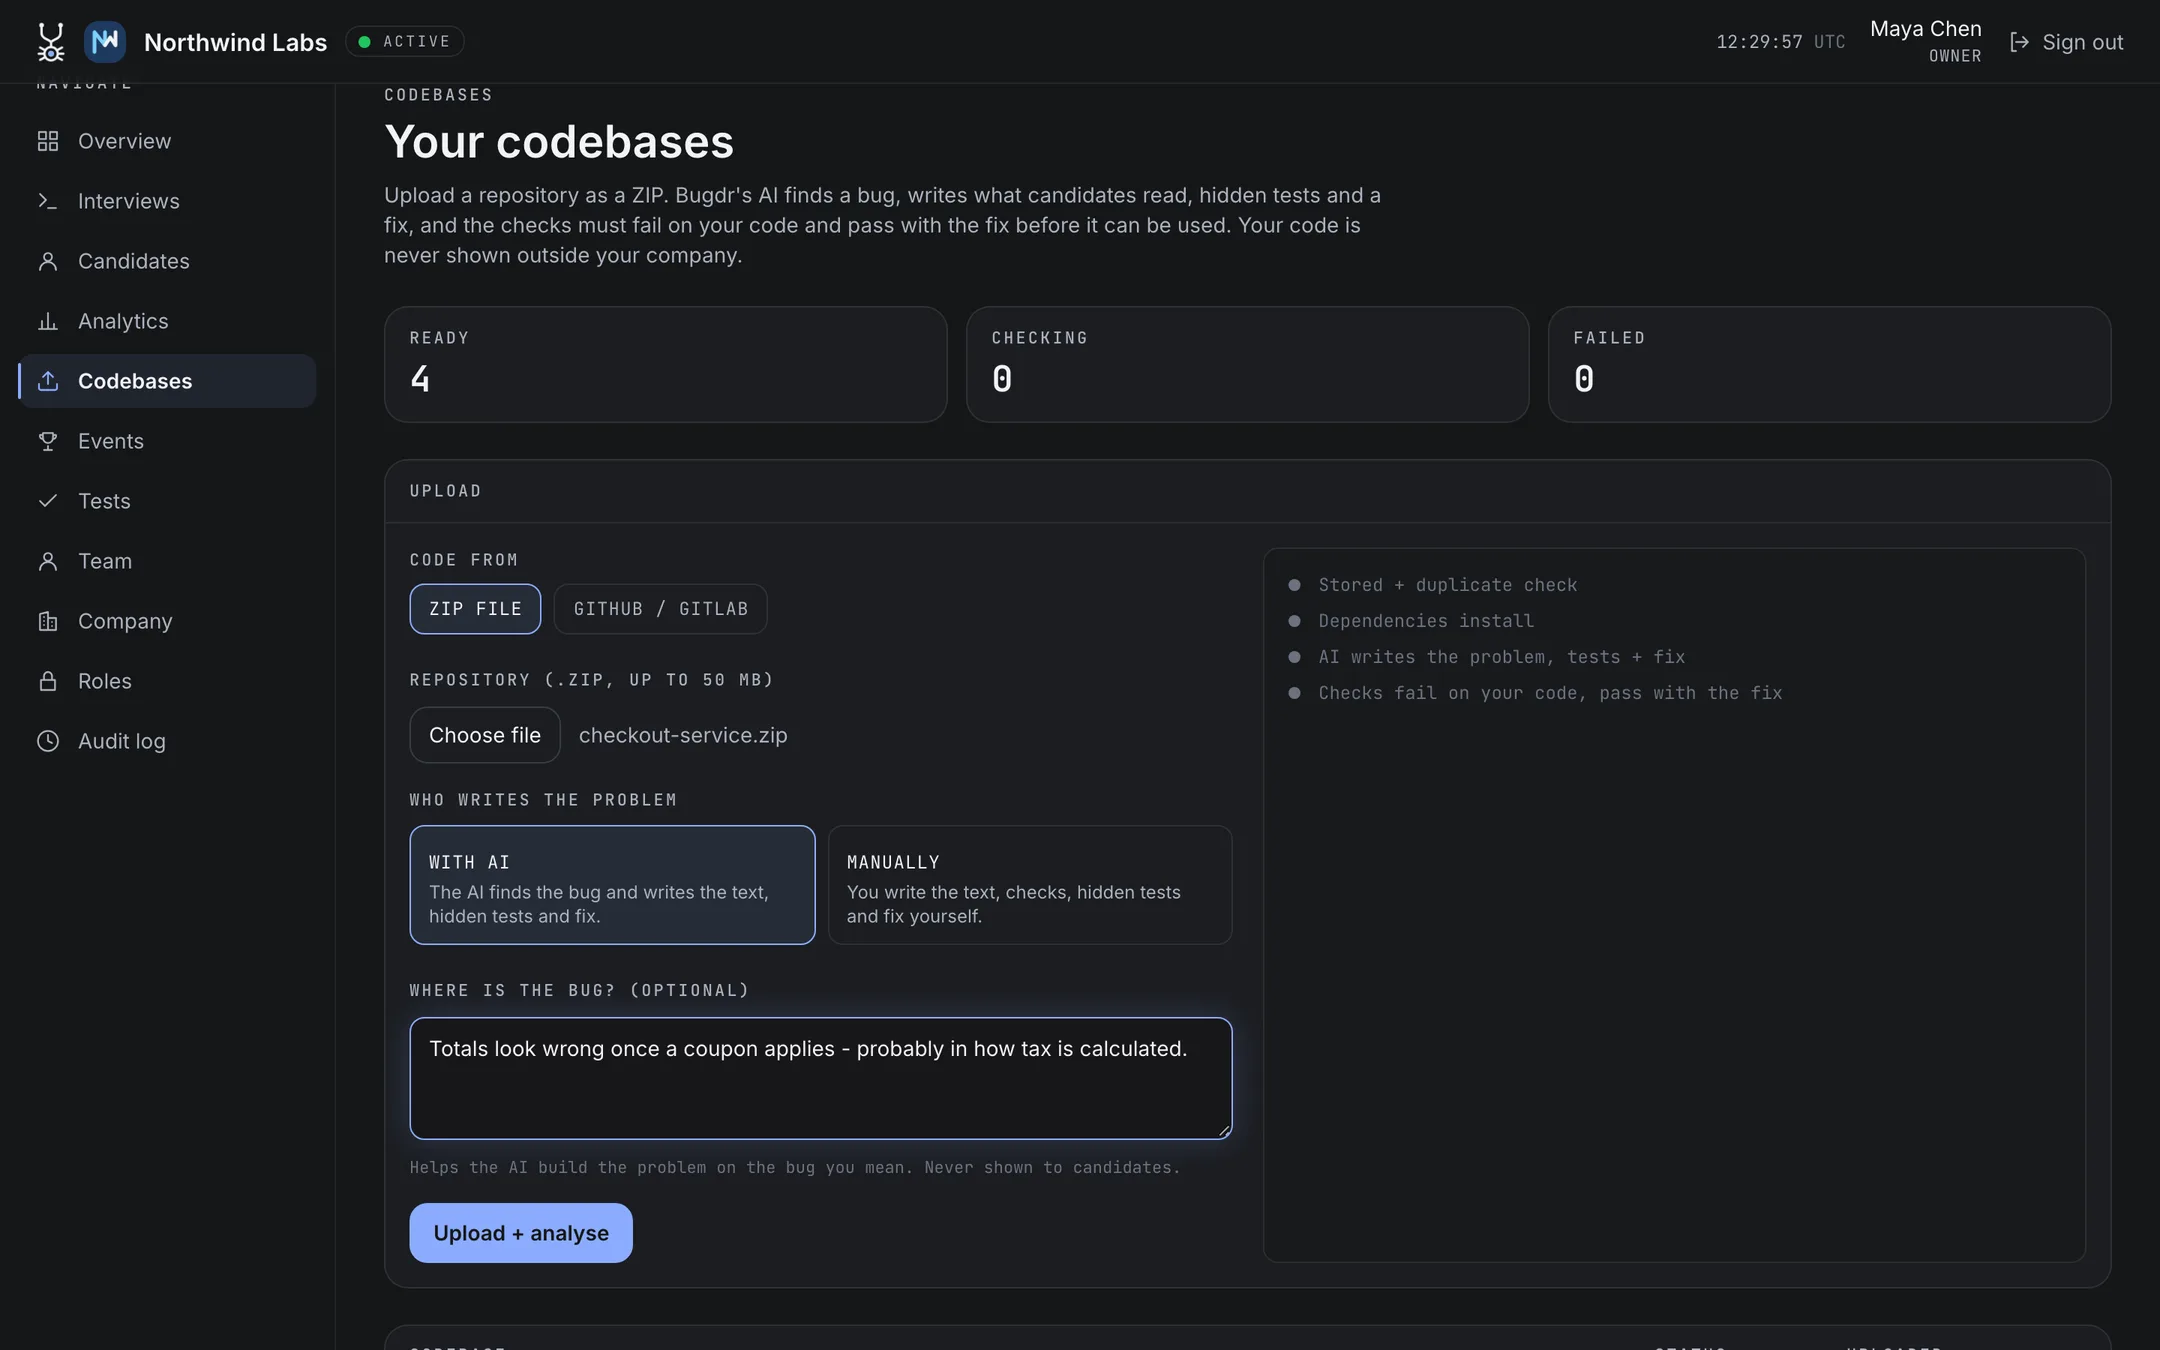 Northwind Labs
ACTIVE
12:29:57 UTC
Maya Chen
OWNER
Sign out
NAVIGATE
Overview
Interviews
Candidates
Analytics
Codebases
Events
Tests
Team
Company
Roles
Audit log
CODEBASES
Your codebases
Upload a repository as a ZIP. Bugdr's AI finds a bug, writes what candidates read, hidden tests and a
fix, and the checks must fail on your code and pass with the fix before it can be used. Your code is
never shown outside your company.
READY
4
CHECKING
0
FAILED
0
UPLOAD
CODE FROM
ZIP FILE
GITHUB / GITLAB
REPOSITORY (.ZIP, UP TO 50 MB)
Choose file
checkout-service.zip
WHO WRITES THE PROBLEM
WITH AI
The AI finds the bug and writes the text,
hidden tests and fix.
MANUALLY
You write the text, checks, hidden tests
and fix yourself.
WHERE IS THE BUG? (OPTIONAL)
Totals look wrong once a coupon applies - probably in how tax is calculated.
Helps the AI build the problem on the bug you mean. Never shown to candidates.
Upload + analyse
Stored + duplicate check
Dependencies install
AI writes the problem, tests + fix
Checks fail on your code, pass with the fix
CODEBASE
STATUS
UPLOADED